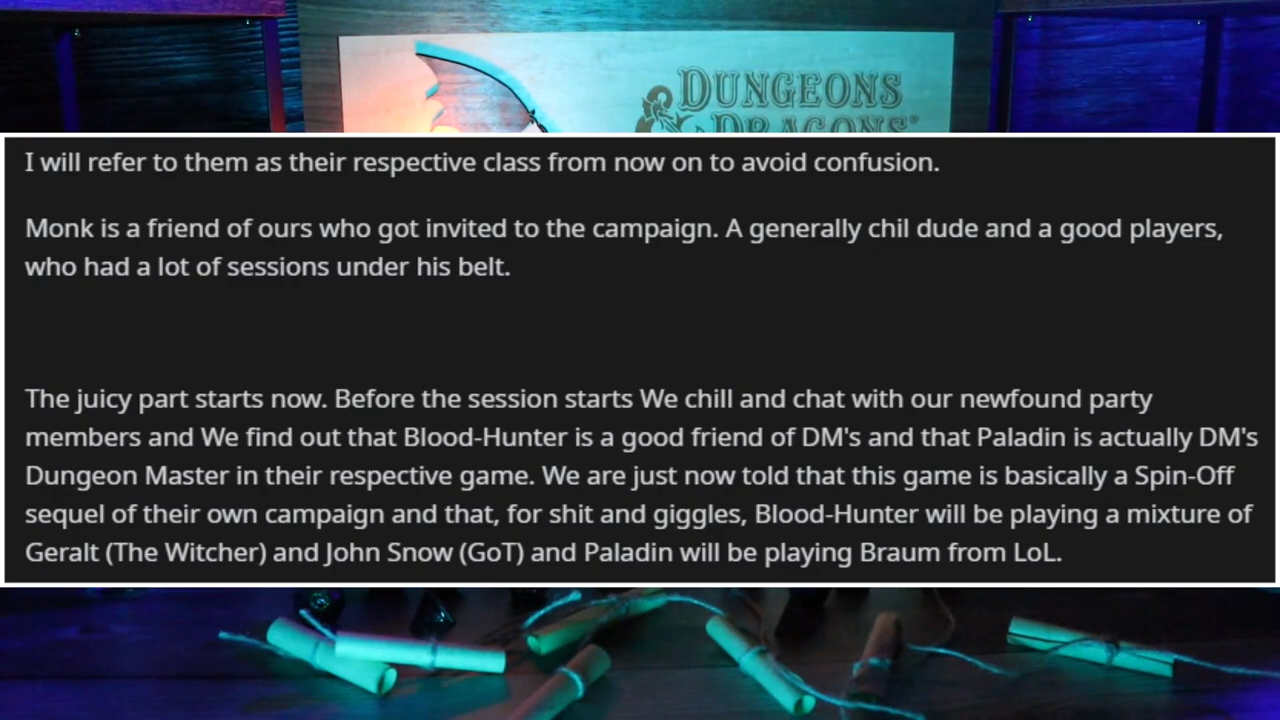 DUNGEONS
& DRAGONS®
I will refer to them as their respective class from now on to avoid confusion.
Monk is a friend of ours who got invited to the campaign. A generally chil dude and a good players,
who had a lot of sessions under his belt.
The juicy part starts now. Before the session starts We chill and chat with our newfound party
members and We find out that Blood-Hunter is a good friend of DM's and that Paladin is actually DM's
Dungeon Master in their respective game. We are just now told that this game is basically a Spin-Off
sequel of their own campaign and that, for shit and giggles, Blood-Hunter will be playing a mixture of
Geralt (The Witcher) and John Snow (GoT) and Paladin will be playing Braum from LoL.